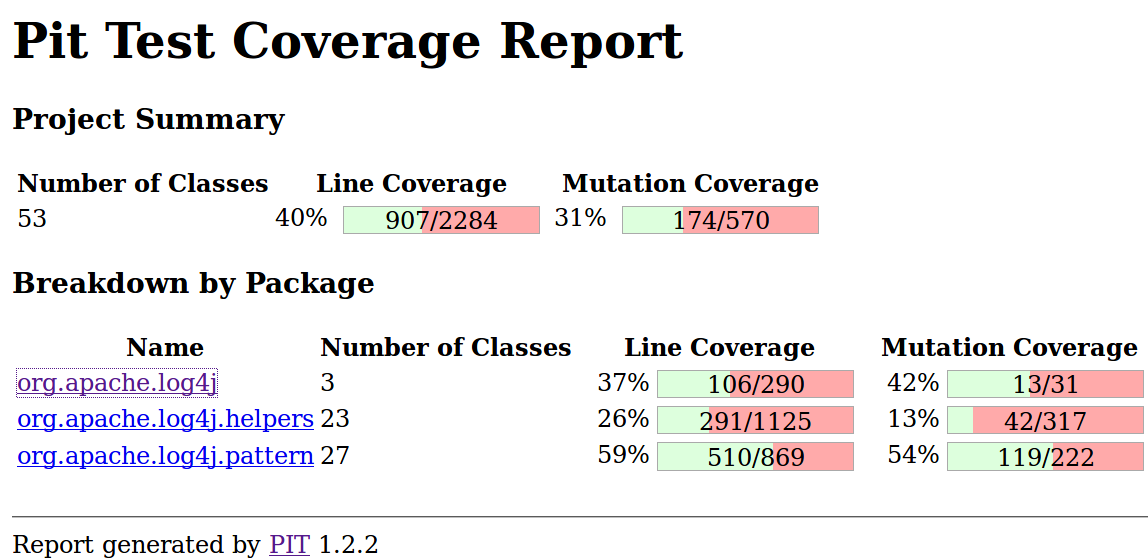 Pit Test Coverage Report
Project Summary
Number of Classes Line Coverage Mutation Coverage
53 40% 907/2284 31% 174/570
Breakdown by Package
Name Number of Classes Line Coverage Mutation Coverage
org.apache.log4j 3 37% 106/290 42% 13/31
org.apache.log4j.helpers 23 26% 291/1125 13% 42/317
org.apache.log4j.pattern 27 59% 510/869 54% 119/222
Report generated by PIT 1.2.2